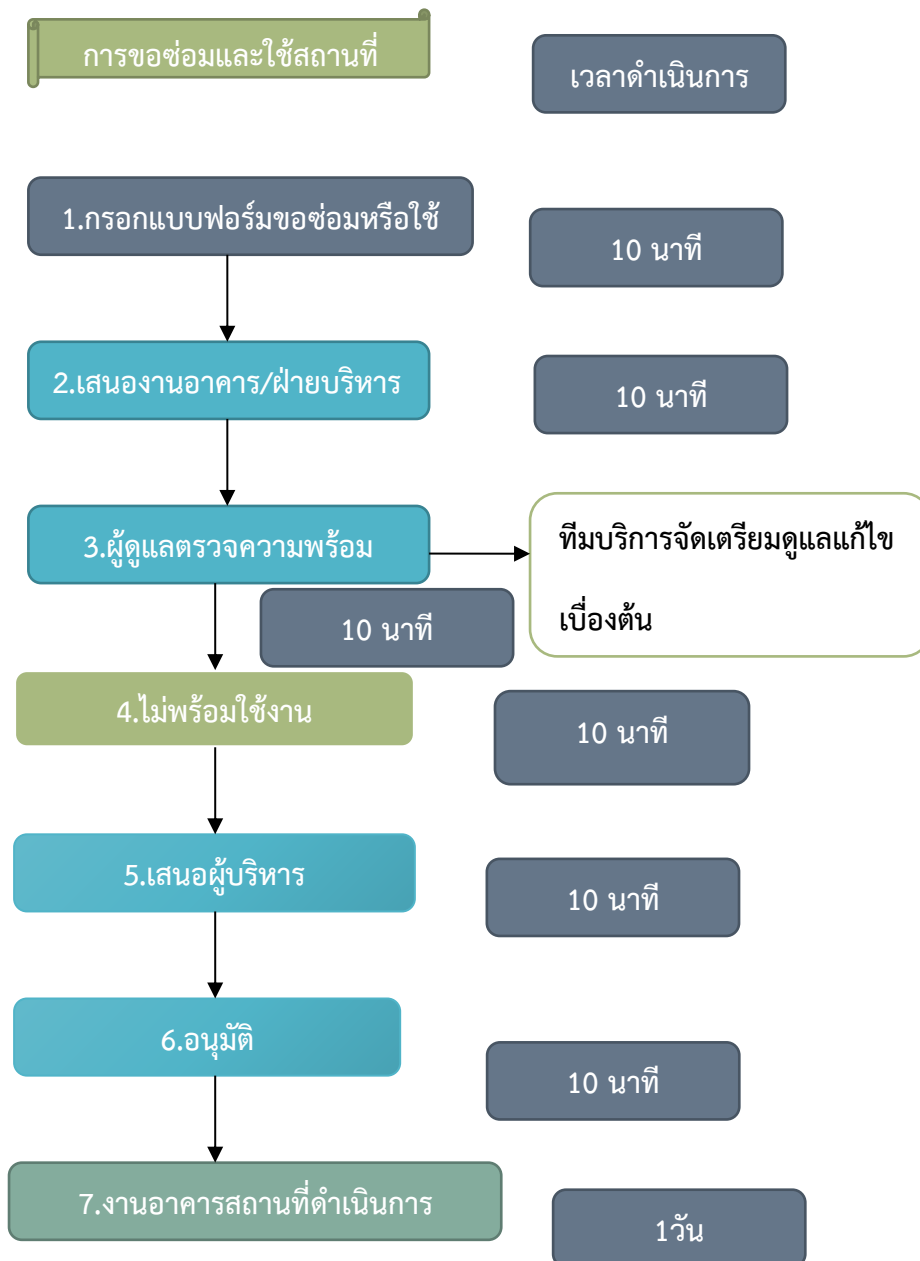 การขอซ่อมและใช้สถานที่
เวลาดำเนินการ
1.กรอกแบบฟอร์มขอซ่อมหรือใช้
10 นาที
2.เสนองานอาคาร/ฝ่ายบริหาร
10 นาที
3.ผู้ดูแลตรวจความพร้อม
ทีมบริการจัดเตรียมดูแลแก้ไข
เบื่องต้น
10 นาที
4.ไม่พร้อมใช้งาน
10 นาที
5.เสนอผู้บริหาร
10 นาที
6.อนุมัติ
10 นาที
7.งานอาคารสถานที่ดำเนินการ
1วัน